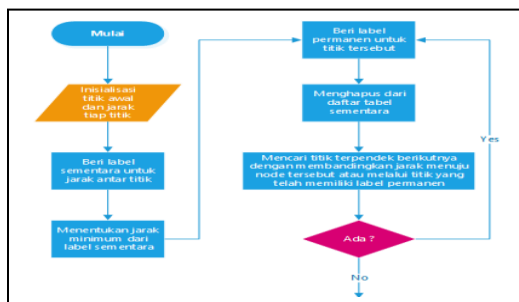 Mulai
Inisialisasi
titik awal
dan jarak
tiap titik
Beri label
sementara untuk
jarak antar titik
Menentukan jarak
minimum dari
label sementara
Beri label
permanen untuk
titik tersebut
Menghapus dari
daftar tabel
sementara
Mencari titik terpendek berikutnya
dengan membandingkan jarak menuju
node tersebut atau melalui titik yang
telah memiliki label permanen
Ada ?
Yes
No